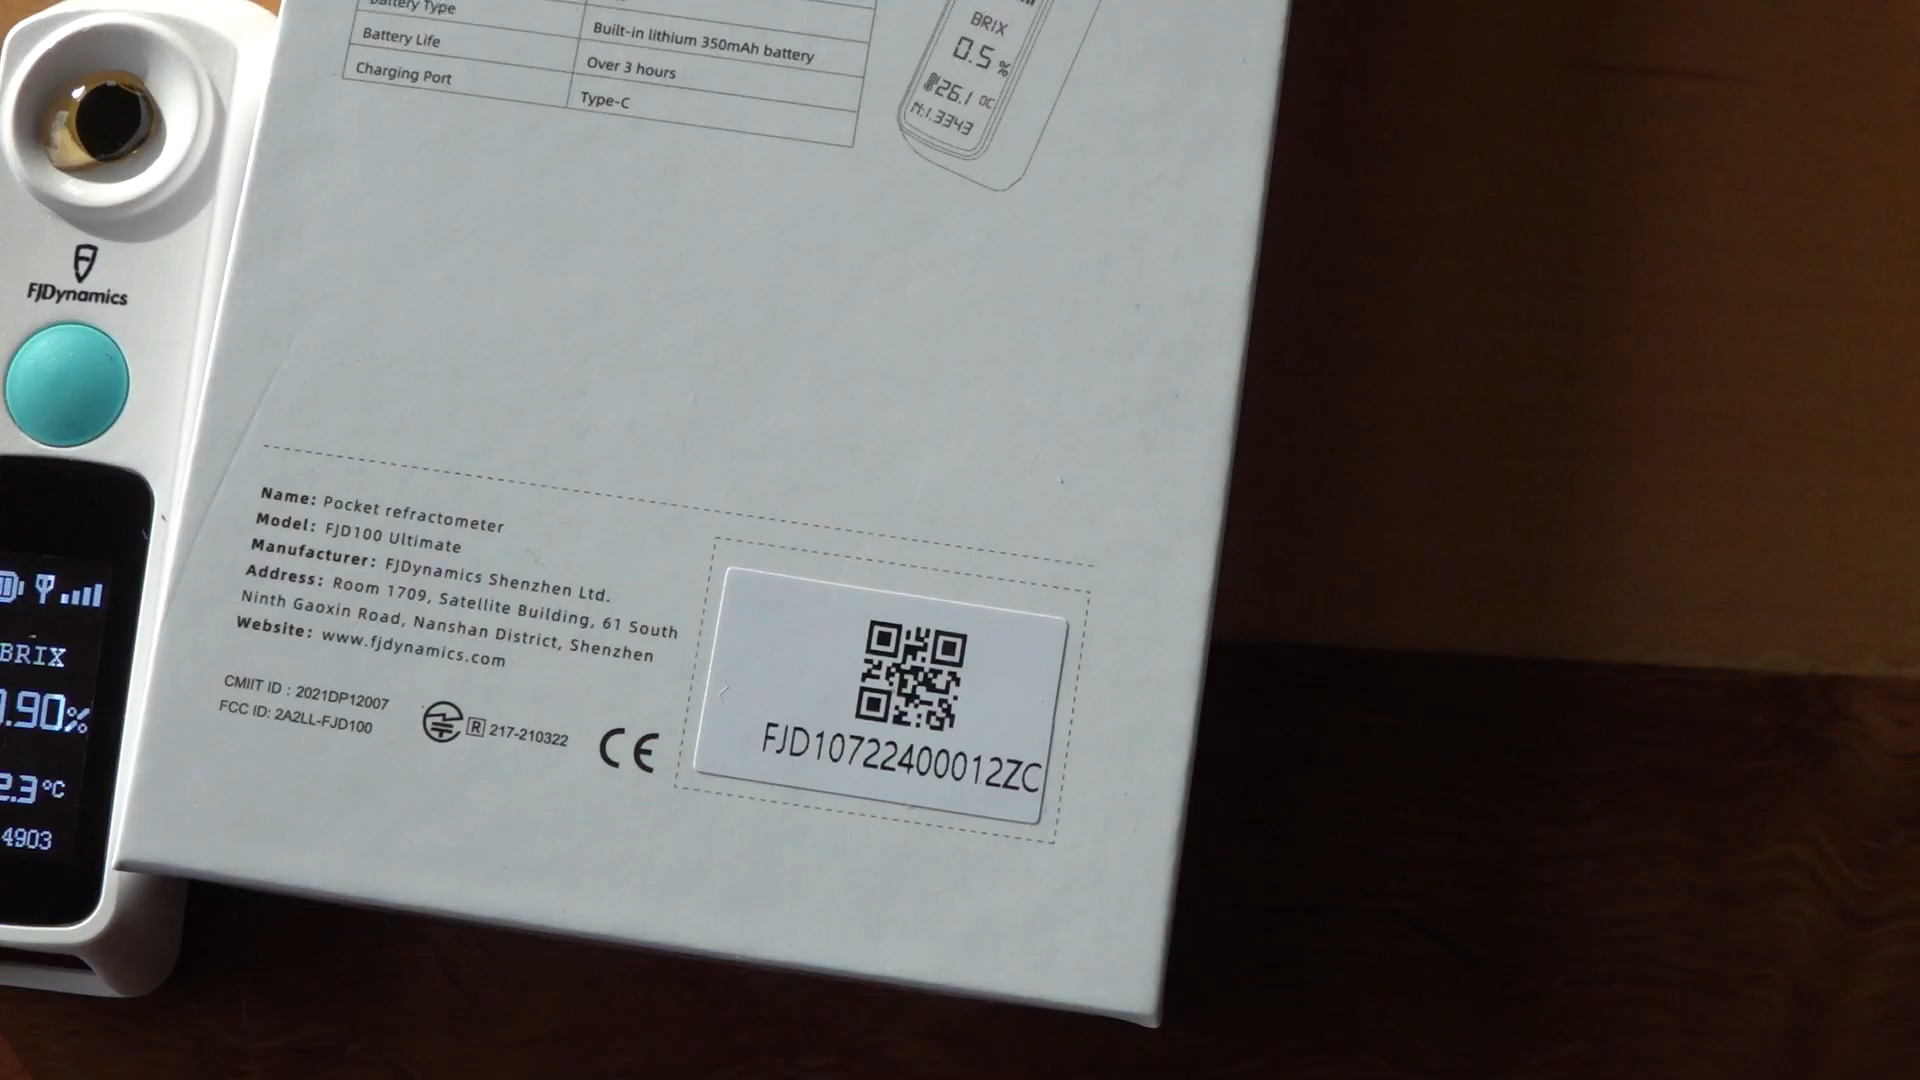 Battery Type
Built-in lithium 350mAh battery
Battery Life
Over 3 hours
Charging Port
Type-C
BRIX
0.5 %
26.1 °C
N:1.3343
FJDynamics
BRIX
.90%
2.3°C
4903
Name: Pocket refractometer
Model: FJD100 Ultimate
Manufacturer: FJDynamics Shenzhen Ltd.
Address: Room 1709, Satellite Building, 61 South
Ninth Gaoxin Road, Nanshan District, Shenzhen
Website: www.fjdynamics.com
CMIIT ID : 2021DP12007
FCC ID: 2A2LL-FJD100
R 217-210322
CE
FJD10722400012ZC